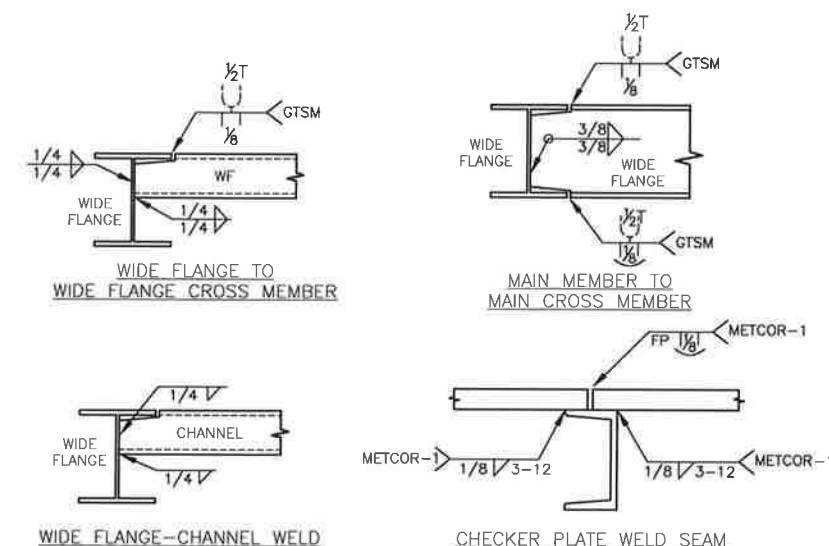 ½T
1/8
GTSM
1/4
1/4
WF
WIDE
FLANGE
1/4
1/4
WIDE FLANGE TO
WIDE FLANGE CROSS MEMBER
½T
1/8
GTSM
WIDE
FLANGE
3/8
3/8
WIDE
FLANGE
½T
1/8
GTSM
MAIN MEMBER TO
MAIN CROSS MEMBER
1/4
WIDE
FLANGE
CHANNEL
1/4
WIDE FLANGE-CHANNEL WELD
FP 1/8 METCOR-1
METCOR-1 1/8 3-12
1/8 3-12 METCOR-1
CHECKER PLATE WELD SEAM